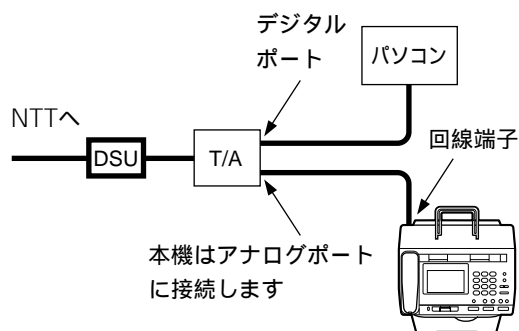 デジタル
ポート
パソコン
NTTへ
DSU
T/A
回線端子
本機はアナログポート
に接続します